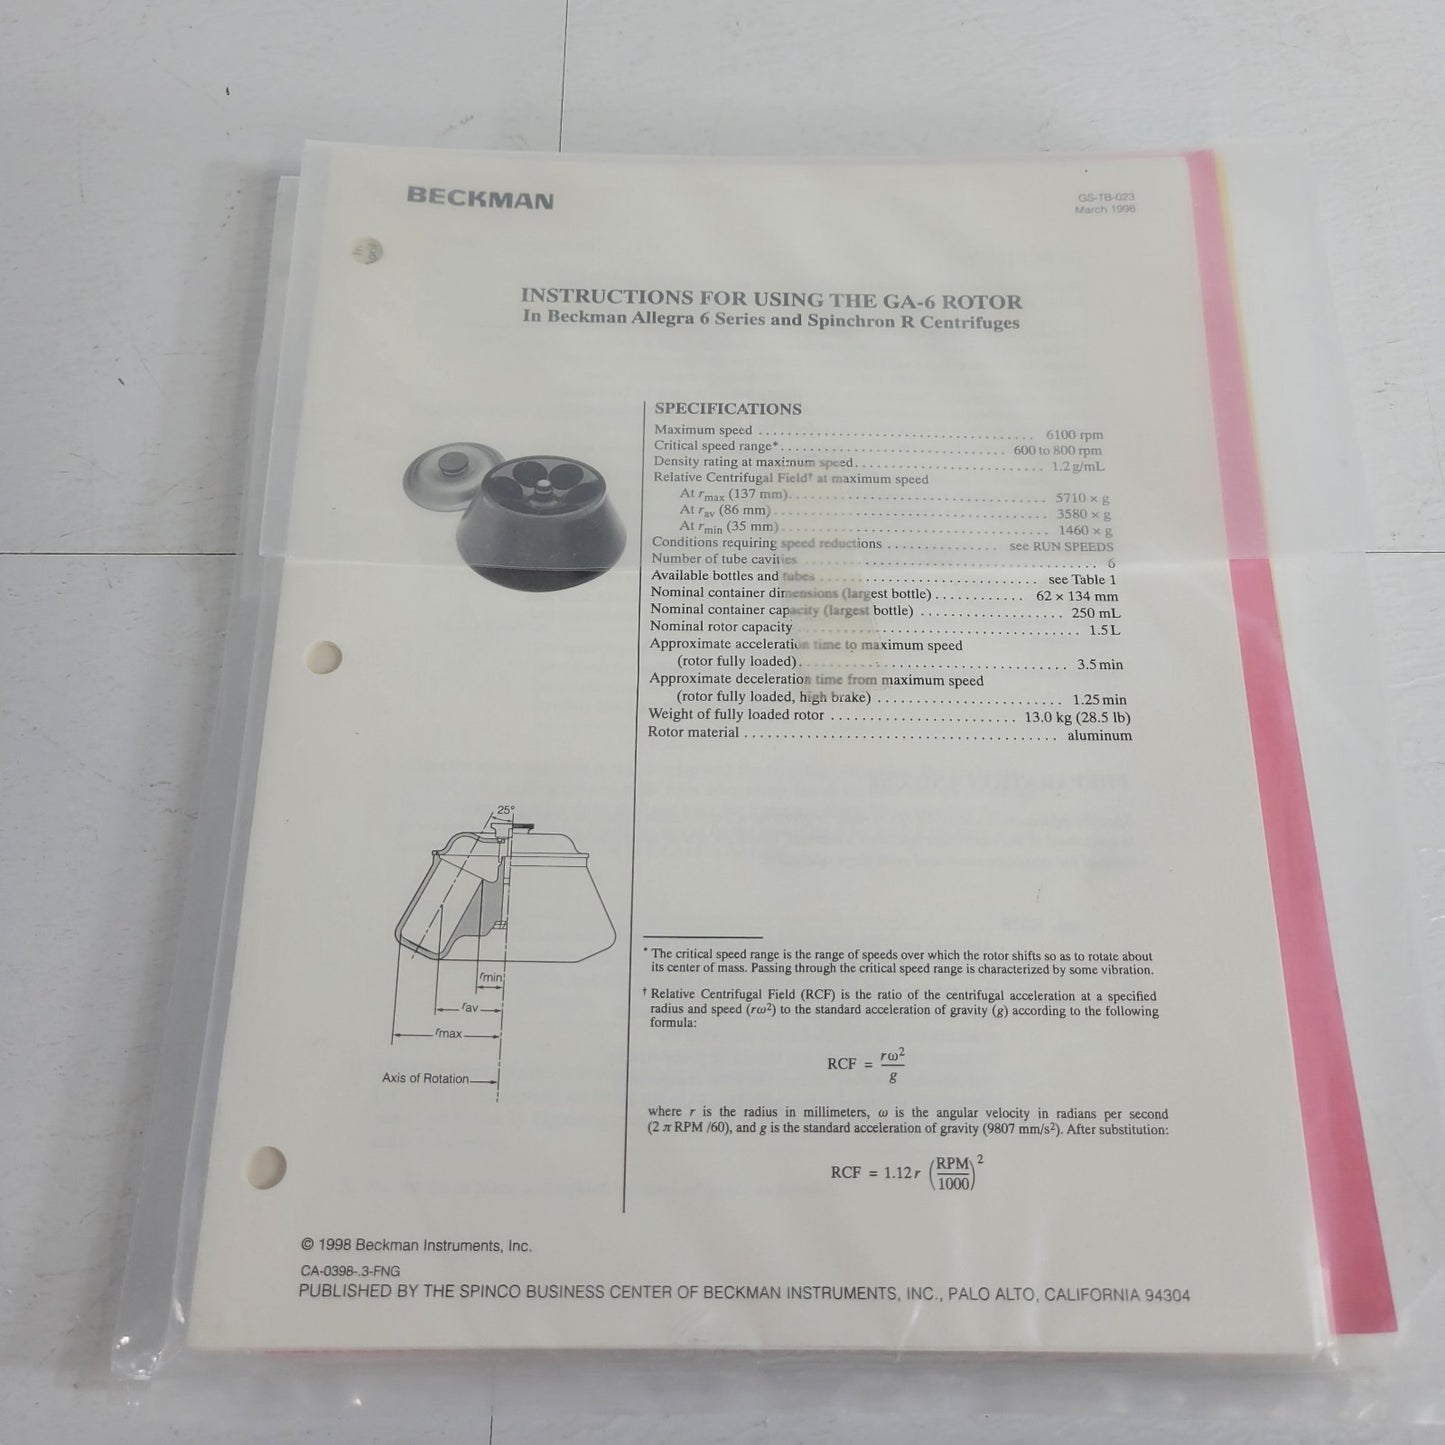 BECKMAN
GS-TB-023
March 1998
INSTRUCTIONS FOR USING THE GA-6 ROTOR
In Beckman Allegra 6 Series and Spinchron R Centrifuges
SPECIFICATIONS
Maximum speed . . . . . . . . . . 6100 rpm
Critical speed range* . . . . . . . . . . 600 to 800 rpm
Density rating at maximum speed . . . . . . . . . . 1.2 g/mL
Relative Centrifugal Field† at maximum speed
At rmax (137 mm) . . . . . . . . . . 5710 × g
At rav (86 mm) . . . . . . . . . . 3580 × g
At rmin (35 mm) . . . . . . . . . . 1460 × g
Conditions requiring speed reductions . . . . . . . . . . see RUN SPEEDS
Number of tube cavities . . . . . . . . . . 6
Available bottles and tubes . . . . . . . . . . see Table 1
Nominal container dimensions (largest bottle) . . . . . . . . . . 62 × 134 mm
Nominal container capacity (largest bottle) . . . . . . . . . . 250 mL
Nominal rotor capacity . . . . . . . . . . 1.5 L
Approximate acceleration time to maximum speed
(rotor fully loaded) . . . . . . . . . . 3.5 min
Approximate deceleration time from maximum speed
(rotor fully loaded, high brake) . . . . . . . . . . 1.25 min
Weight of fully loaded rotor . . . . . . . . . . 13.0 kg (28.5 lb)
Rotor material . . . . . . . . . . aluminum
25°
rmin
rav
rmax
Axis of Rotation
* The critical speed range is the range of speeds over which the rotor shifts so as to rotate about
its center of mass. Passing through the critical speed range is characterized by some vibration.
† Relative Centrifugal Field (RCF) is the ratio of the centrifugal acceleration at a specified
radius and speed (rω²) to the standard acceleration of gravity (g) according to the following
formula:
RCF = rω²/g
where r is the radius in millimeters, ω is the angular velocity in radians per second
(2 π RPM /60), and g is the standard acceleration of gravity (9807 mm/s²). After substitution:
RCF = 1.12 r (RPM/1000)²
© 1998 Beckman Instruments, Inc.
CA-0398-.3-FNG
PUBLISHED BY THE SPINCO BUSINESS CENTER OF BECKMAN INSTRUMENTS, INC., PALO ALTO, CALIFORNIA 94304